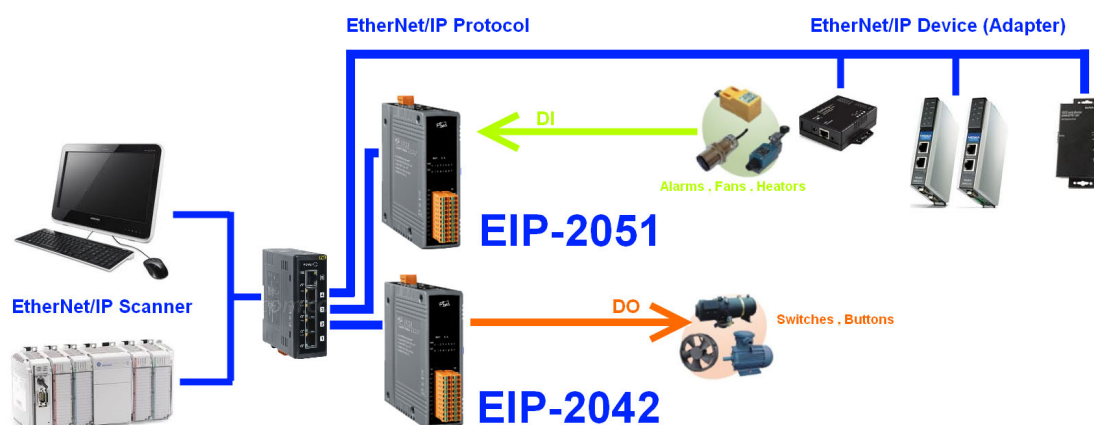 EtherNet/IP Protocol
EtherNet/IP Device (Adapter)
DI
Alarms , Fans , Heators
EIP-2051
EtherNet/IP Scanner
DO
Switches , Buttons
EIP-2042